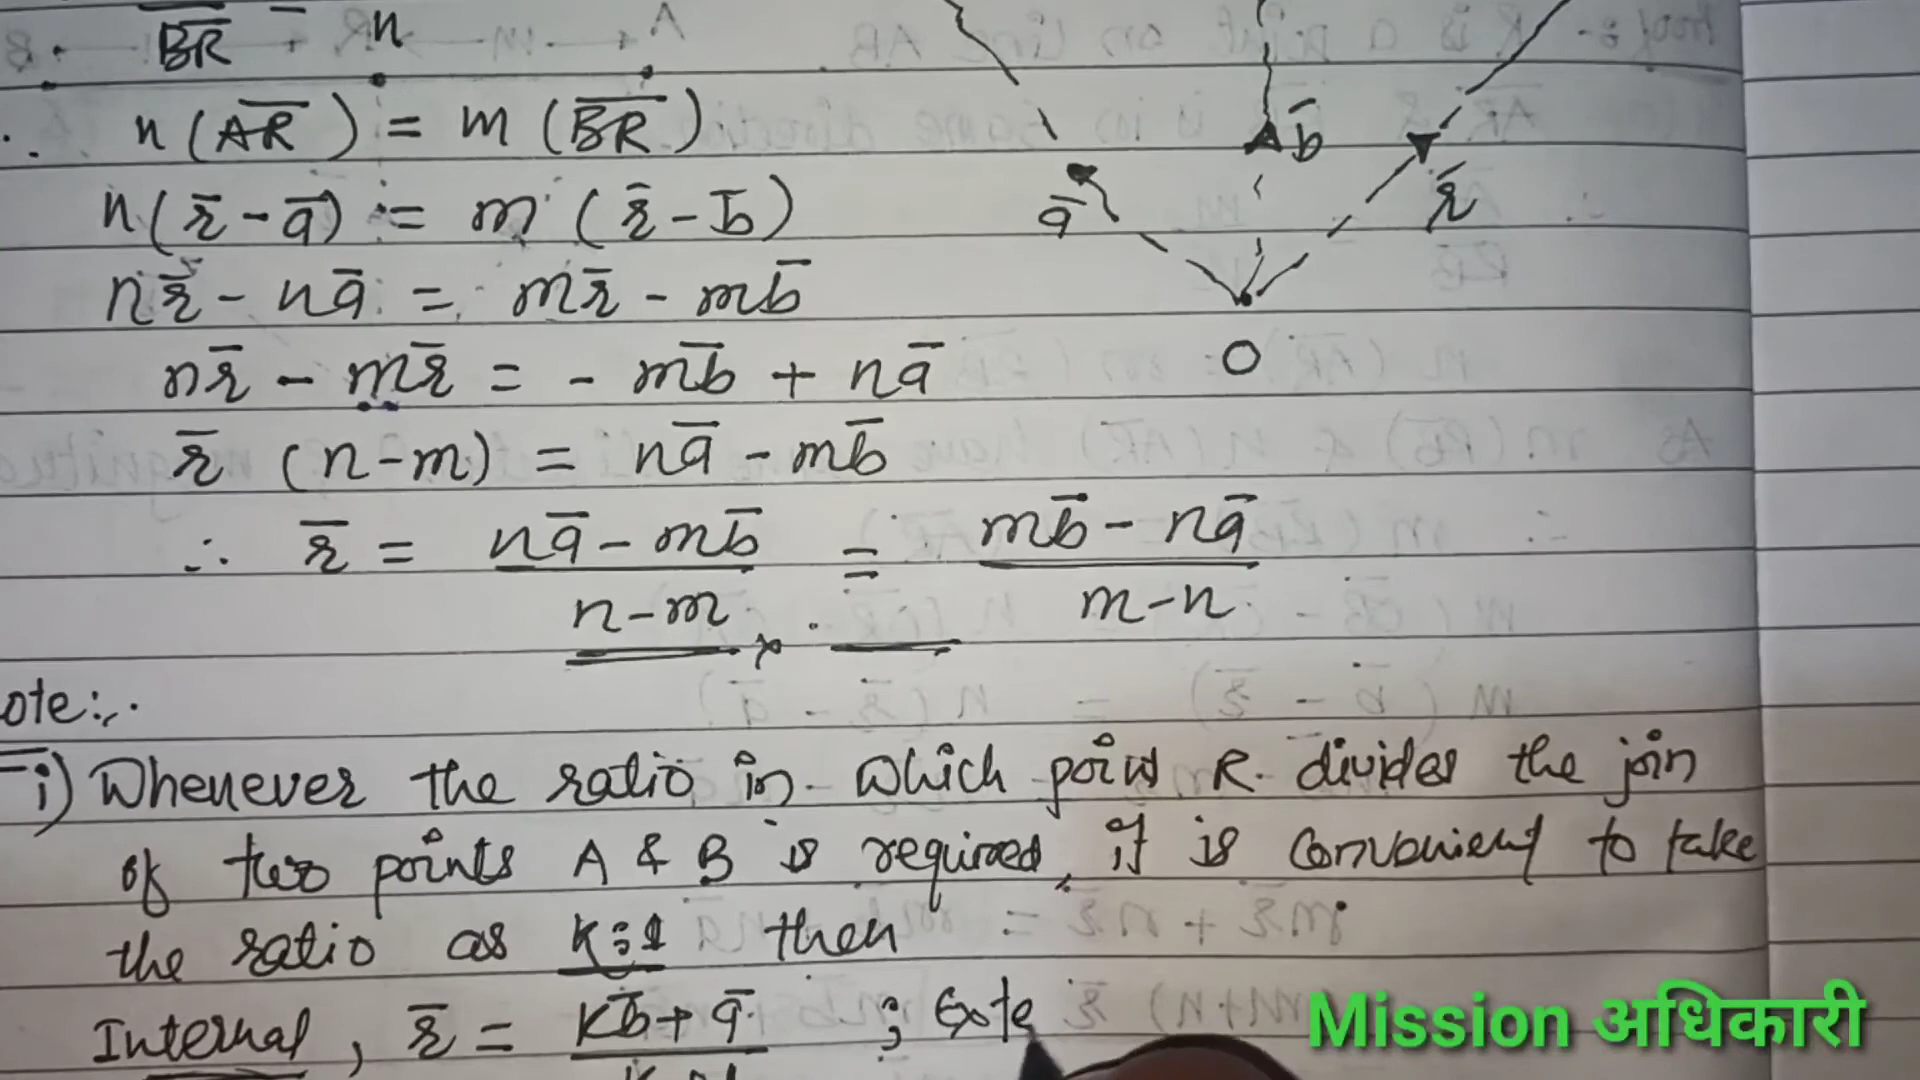 BR n
∴ n(AR) = m(BR)
n(r̄ - ā) = m(r̄ - b̄)
nr̄ - nā = mr̄ - mb̄
nr̄ - mr̄ = - mb̄ + nā
r̄ (n-m) = nā - mb̄
∴ r̄ = nā - mb̄ / n-m = mb̄ - nā / m-n
ā
b̄
r̄
O
ote:-
i) Whenever the ratio in which point R divides the join
of two points A & B is required, it is convenient to take
the ratio as K:1 then
Internal, r̄ = Kb̄ + ā ; Exte
Mission अधिकारी